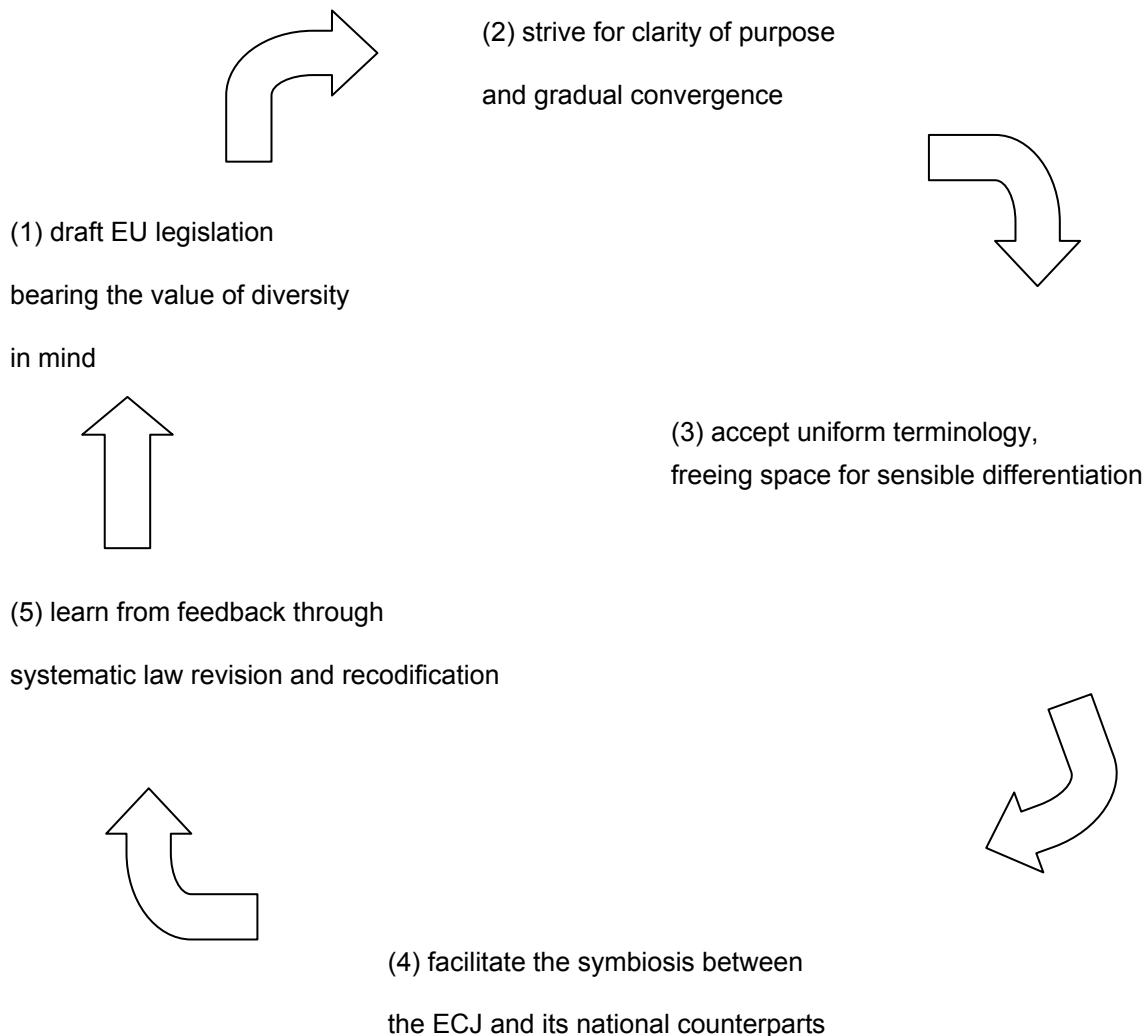 (1) draft EU legislation
bearing the value of diversity
in mind
(2) strive for clarity of purpose
and gradual convergence
(3) accept uniform terminology,
freeing space for sensible differentiation
(4) facilitate the symbiosis between
the ECJ and its national counterparts
(5) learn from feedback through
systematic law revision and recodification